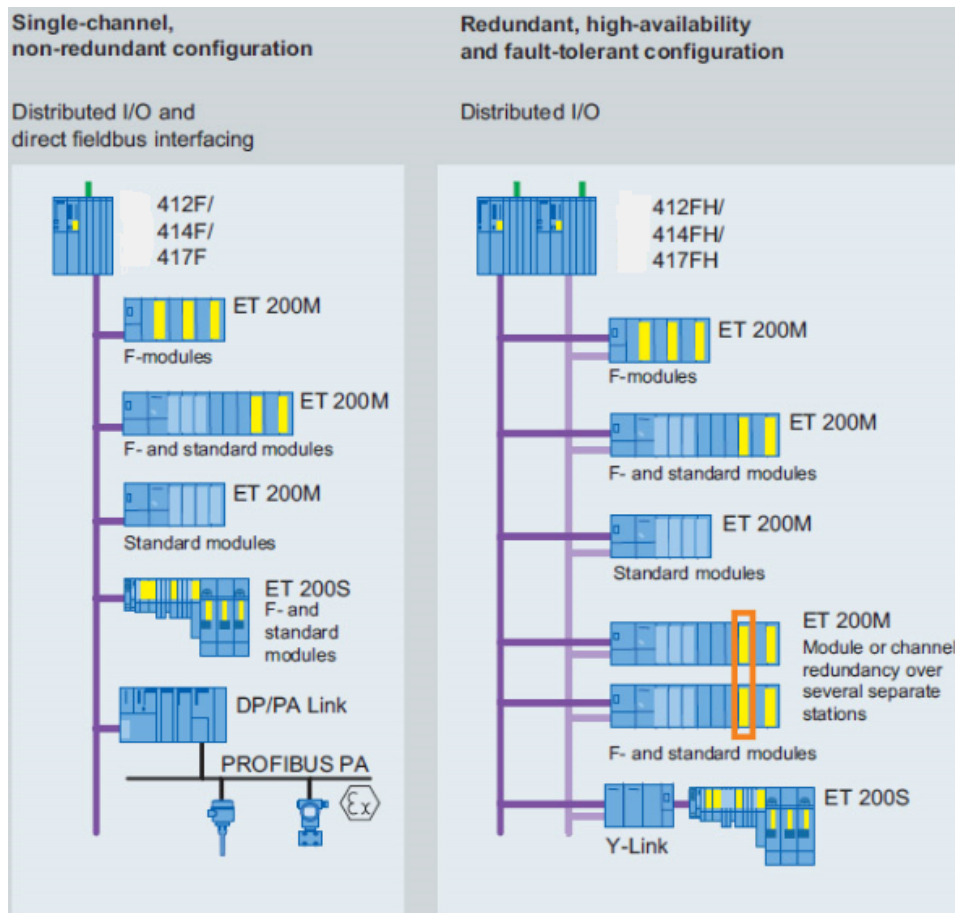 Single-channel,
non-redundant configuration
Distributed I/O and
direct fieldbus interfacing
412F/
414F/
417F
ET 200M
F-modules
ET 200M
F- and standard modules
ET 200M
Standard modules
ET 200S
F- and
standard
modules
DP/PA Link
PROFIBUS PA
Ex
Redundant, high-availability
and fault-tolerant configuration
Distributed I/O
412FH/
414FH/
417FH
ET 200M
F-modules
ET 200M
F- and standard modules
ET 200M
Standard modules
ET 200M
Module or channel
redundancy over
several separate
stations
F- and standard modules
ET 200S
Y-Link